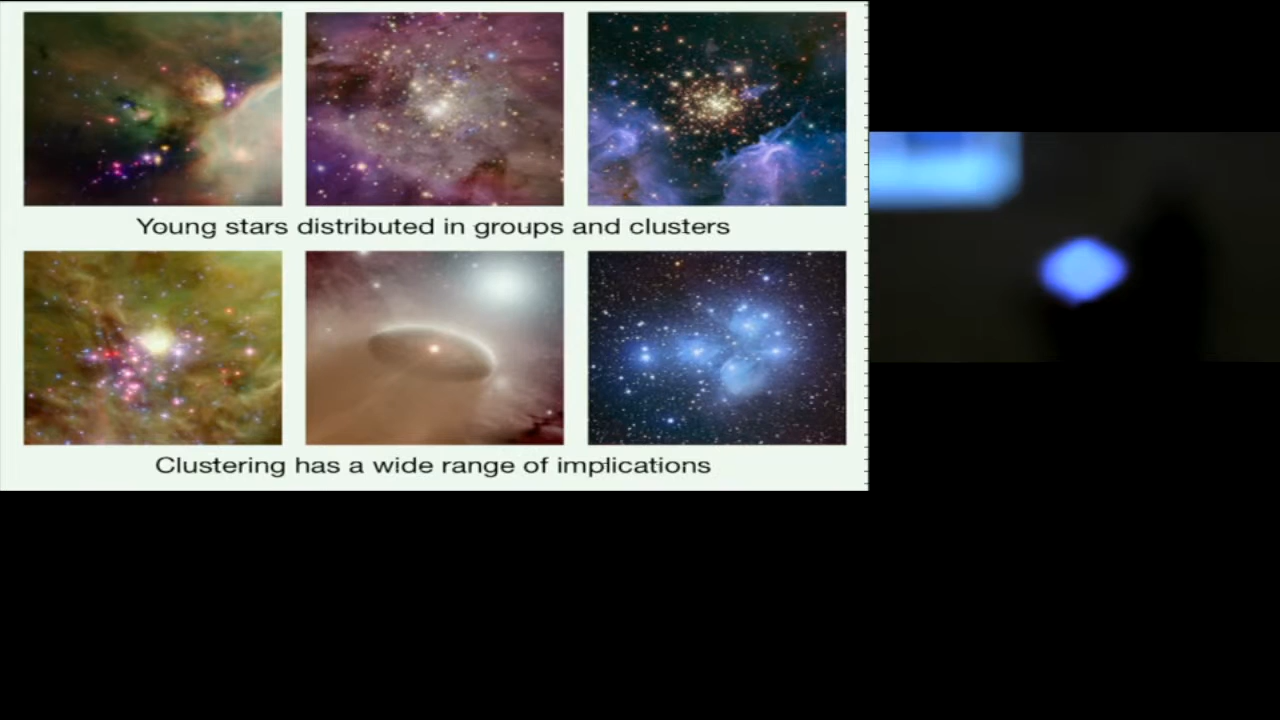 Young stars distributed in groups and clusters
Clustering has a wide range of implications